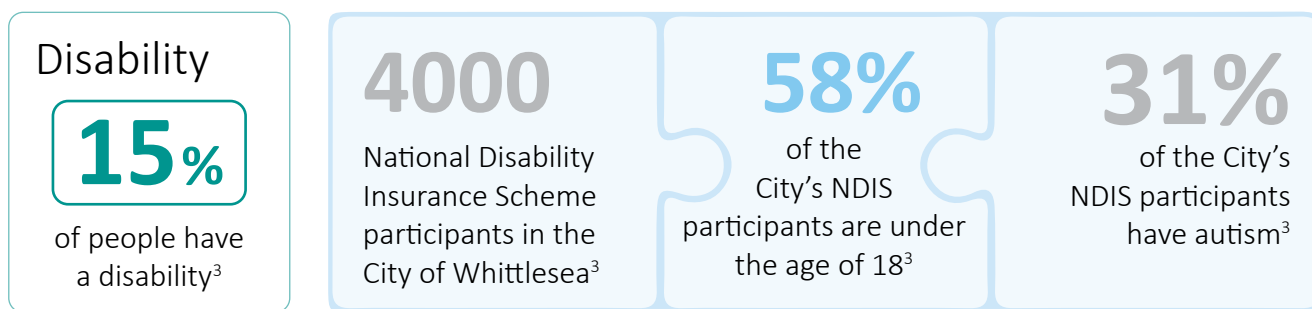 Disability
15%
of people have
a disability³
4000
National Disability
Insurance Scheme
participants in the
City of Whittlesea³
58%
of the
City’s NDIS
participants are under
the age of 18³
31%
of the City’s
NDIS participants
have autism³